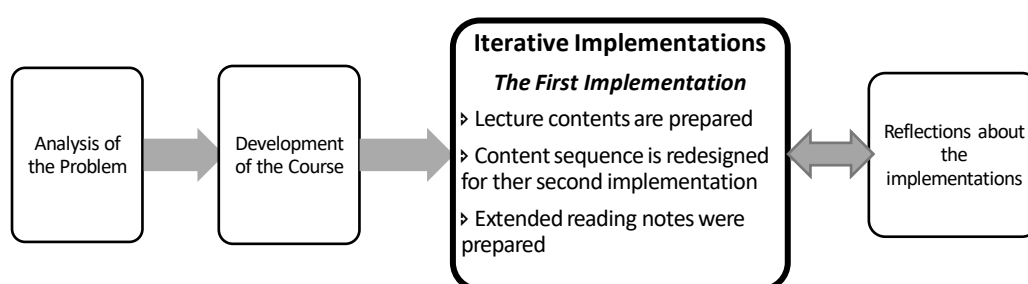 Analysis of
the Problem
Development
of the Course
Iterative Implementations
The First Implementation
Lecture contents are prepared
Content sequence is redesigned
for ther second implementation
Extended reading notes were
prepared
Reflections about
the
implementations